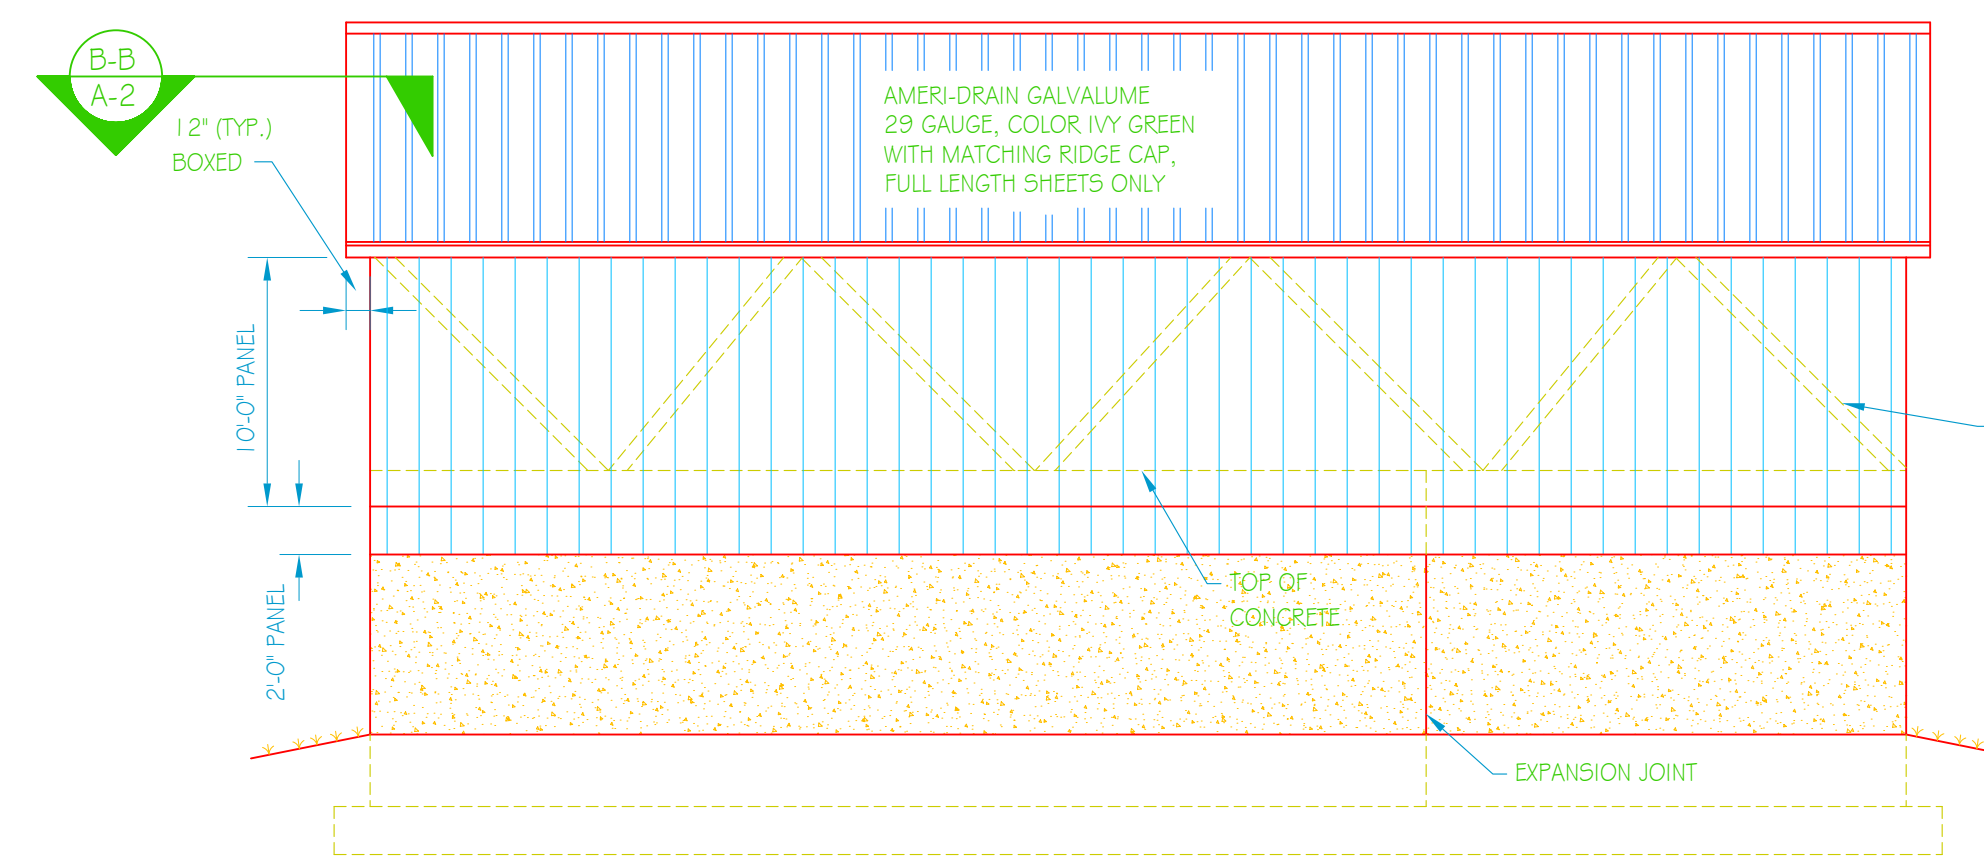 B-B
A-2
12" (TYP.)
BOXED
AMERI-DRAIN GALVALUME
29 GAUGE, COLOR IVY GREEN
WITH MATCHING RIDGE CAP,
FULL LENGTH SHEETS ONLY
10'-0" PANEL
2'-0" PANEL
TOP OF
CONCRETE
EXPANSION JOINT